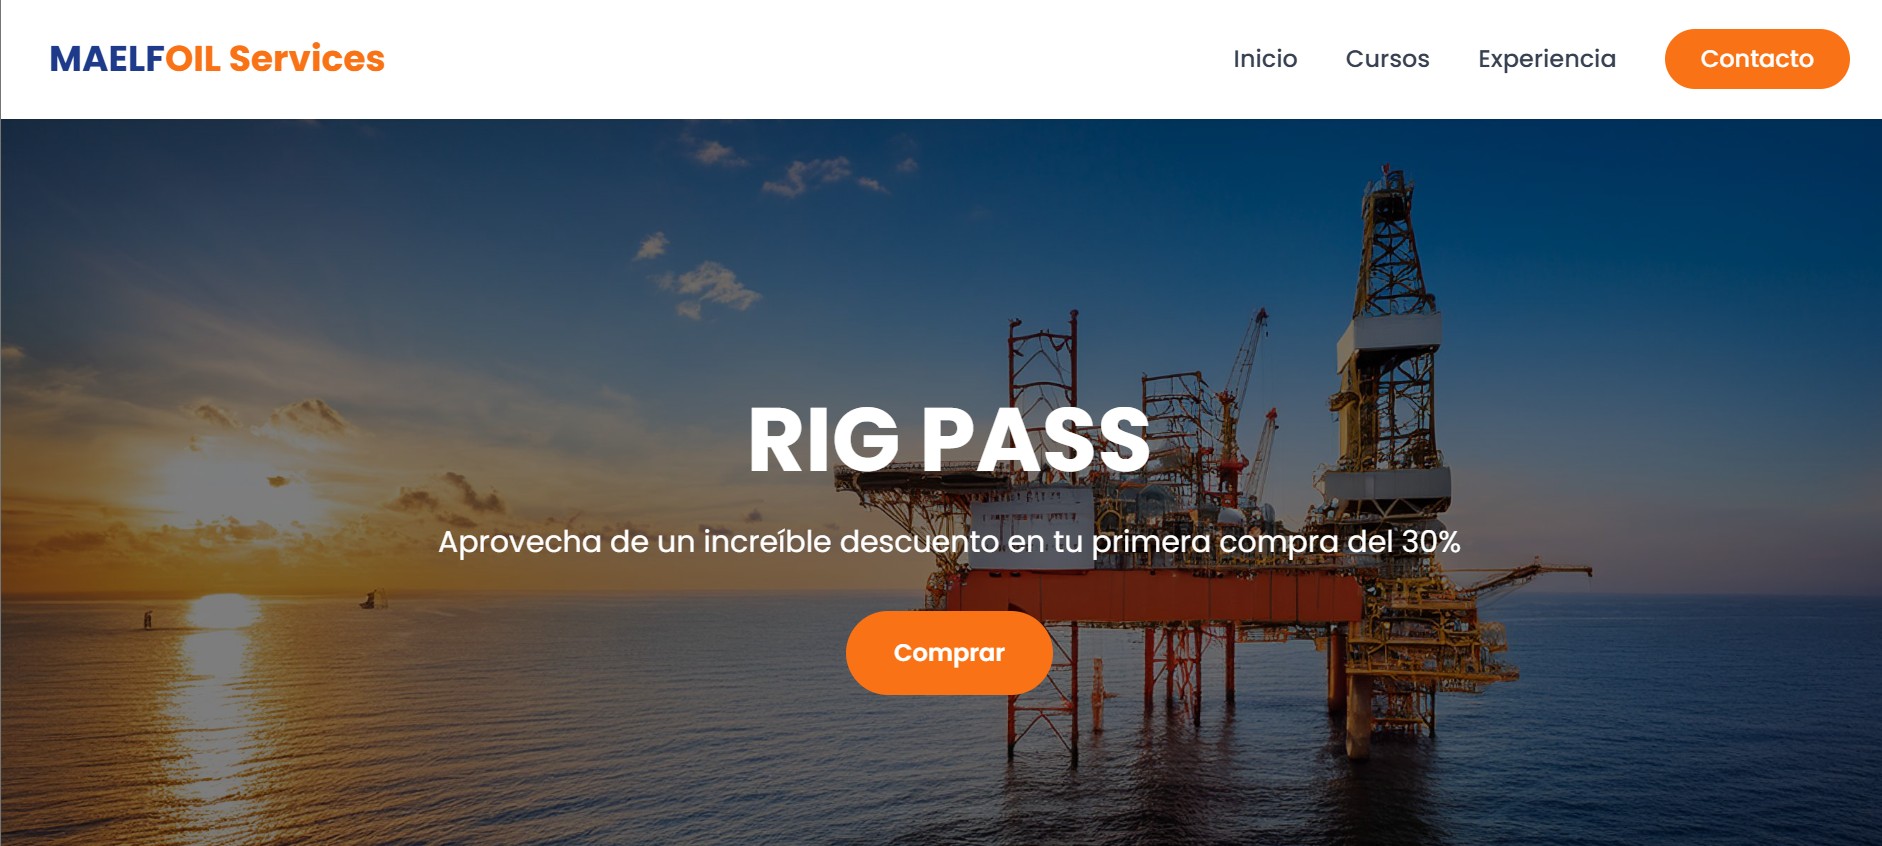 MAELFOIL Services
Inicio Cursos Experiencia Contacto
RIG PASS
Aprovecha de un increíble descuento en tu primera compra del 30%
Comprar